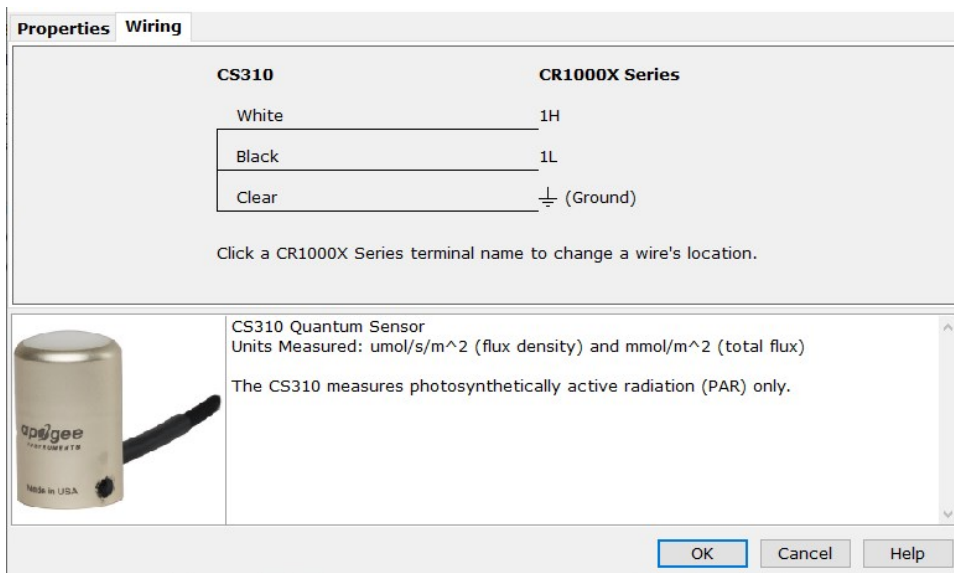 Properties Wiring
CS310 CR1000X Series
White 1H
Black 1L
Clear (Ground)
Click a CR1000X Series terminal name to change a wire's location.
CS310 Quantum Sensor
Units Measured: umol/s/m^2 (flux density) and mmol/m^2 (total flux)
The CS310 measures photosynthetically active radiation (PAR) only.
apogee
INSTRUMENTS
Made in USA
OK Cancel Help